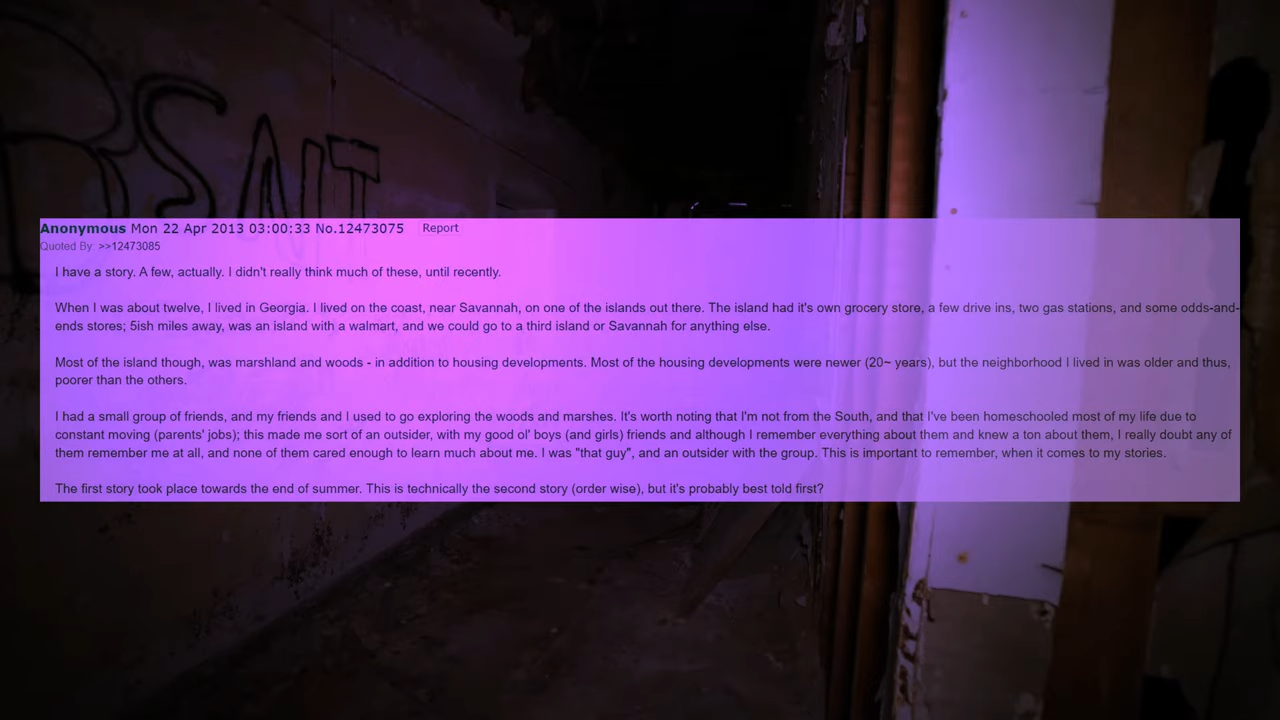 RSNT
Anonymous Mon 22 Apr 2013 03:00:33 No.12473075 Report
Quoted By: >>12473085
I have a story. A few, actually. I didn't really think much of these, until recently.
When I was about twelve, I lived in Georgia. I lived on the coast, near Savannah, on one of the islands out there. The island had it's own grocery store, a few drive ins, two gas stations, and some odds-and-
ends stores; 5ish miles away, was an island with a walmart, and we could go to a third island or Savannah for anything else.
Most of the island though, was marshland and woods - in addition to housing developments. Most of the housing developments were newer (20~ years), but the neighborhood I lived in was older and thus,
poorer than the others.
I had a small group of friends, and my friends and I used to go exploring the woods and marshes. It's worth noting that I'm not from the South, and that I've been homeschooled most of my life due to
constant moving (parents' jobs); this made me sort of an outsider, with my good ol' boys (and girls) friends and although I remember everything about them and knew a ton about them, I really doubt any of
them remember me at all, and none of them cared enough to learn much about me. I was "that guy", and an outsider with the group. This is important to remember, when it comes to my stories.
The first story took place towards the end of summer. This is technically the second story (order wise), but it's probably best told first?